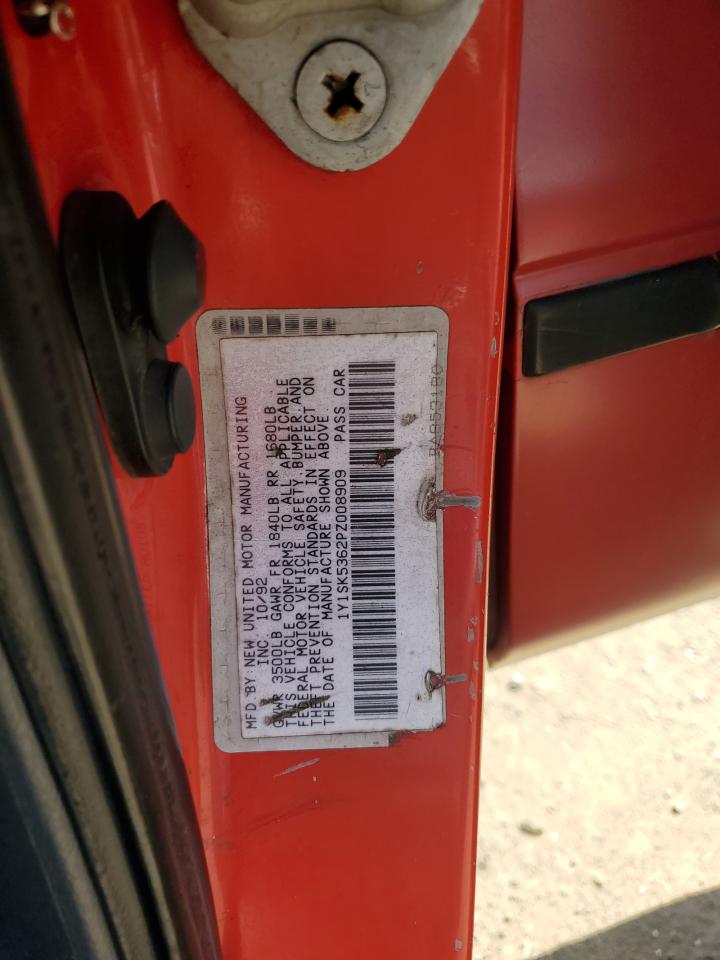 MFD.BY:NEW UNITED MOTOR MANUFACTURING
INC. 10/92
GVWR 3500LB GAWR FR 1840LB RR 1680LB
THIS VEHICLE CONFORMS TO ALL APPLICABLE
FEDERAL MOTOR VEHICLE SAFETY,BUMPER,AND
THEFT PREVENTION STANDARDS IN EFFECT ON
THE DATE OF MANUFACTURE SHOWN ABOVE.
1Y1SK5362PZ008909 PASS CAR